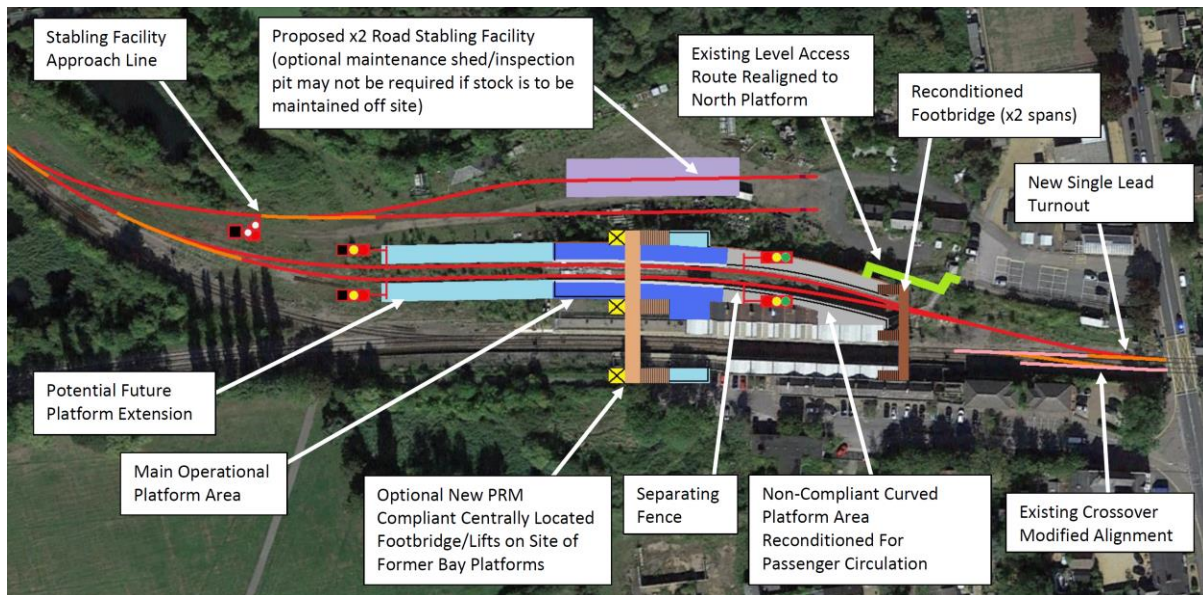 Stabling Facility
Approach Line
Proposed x2 Road Stabling Facility
(optional maintenance shed/inspection
pit may not be required if stock is to be
maintained off site)
Existing Level Access
Route Realigned to
North Platform
Reconditioned
Footbridge (x2 spans)
New Single Lead
Turnout
Potential Future
Platform Extension
Main Operational
Platform Area
Optional New PRM
Compliant Centrally Located
Footbridge/Lifts on Site of
Former Bay Platforms
Separating
Fence
Non-Compliant Curved
Platform Area
Reconditioned For
Passenger Circulation
Existing Crossover
Modified Alignment